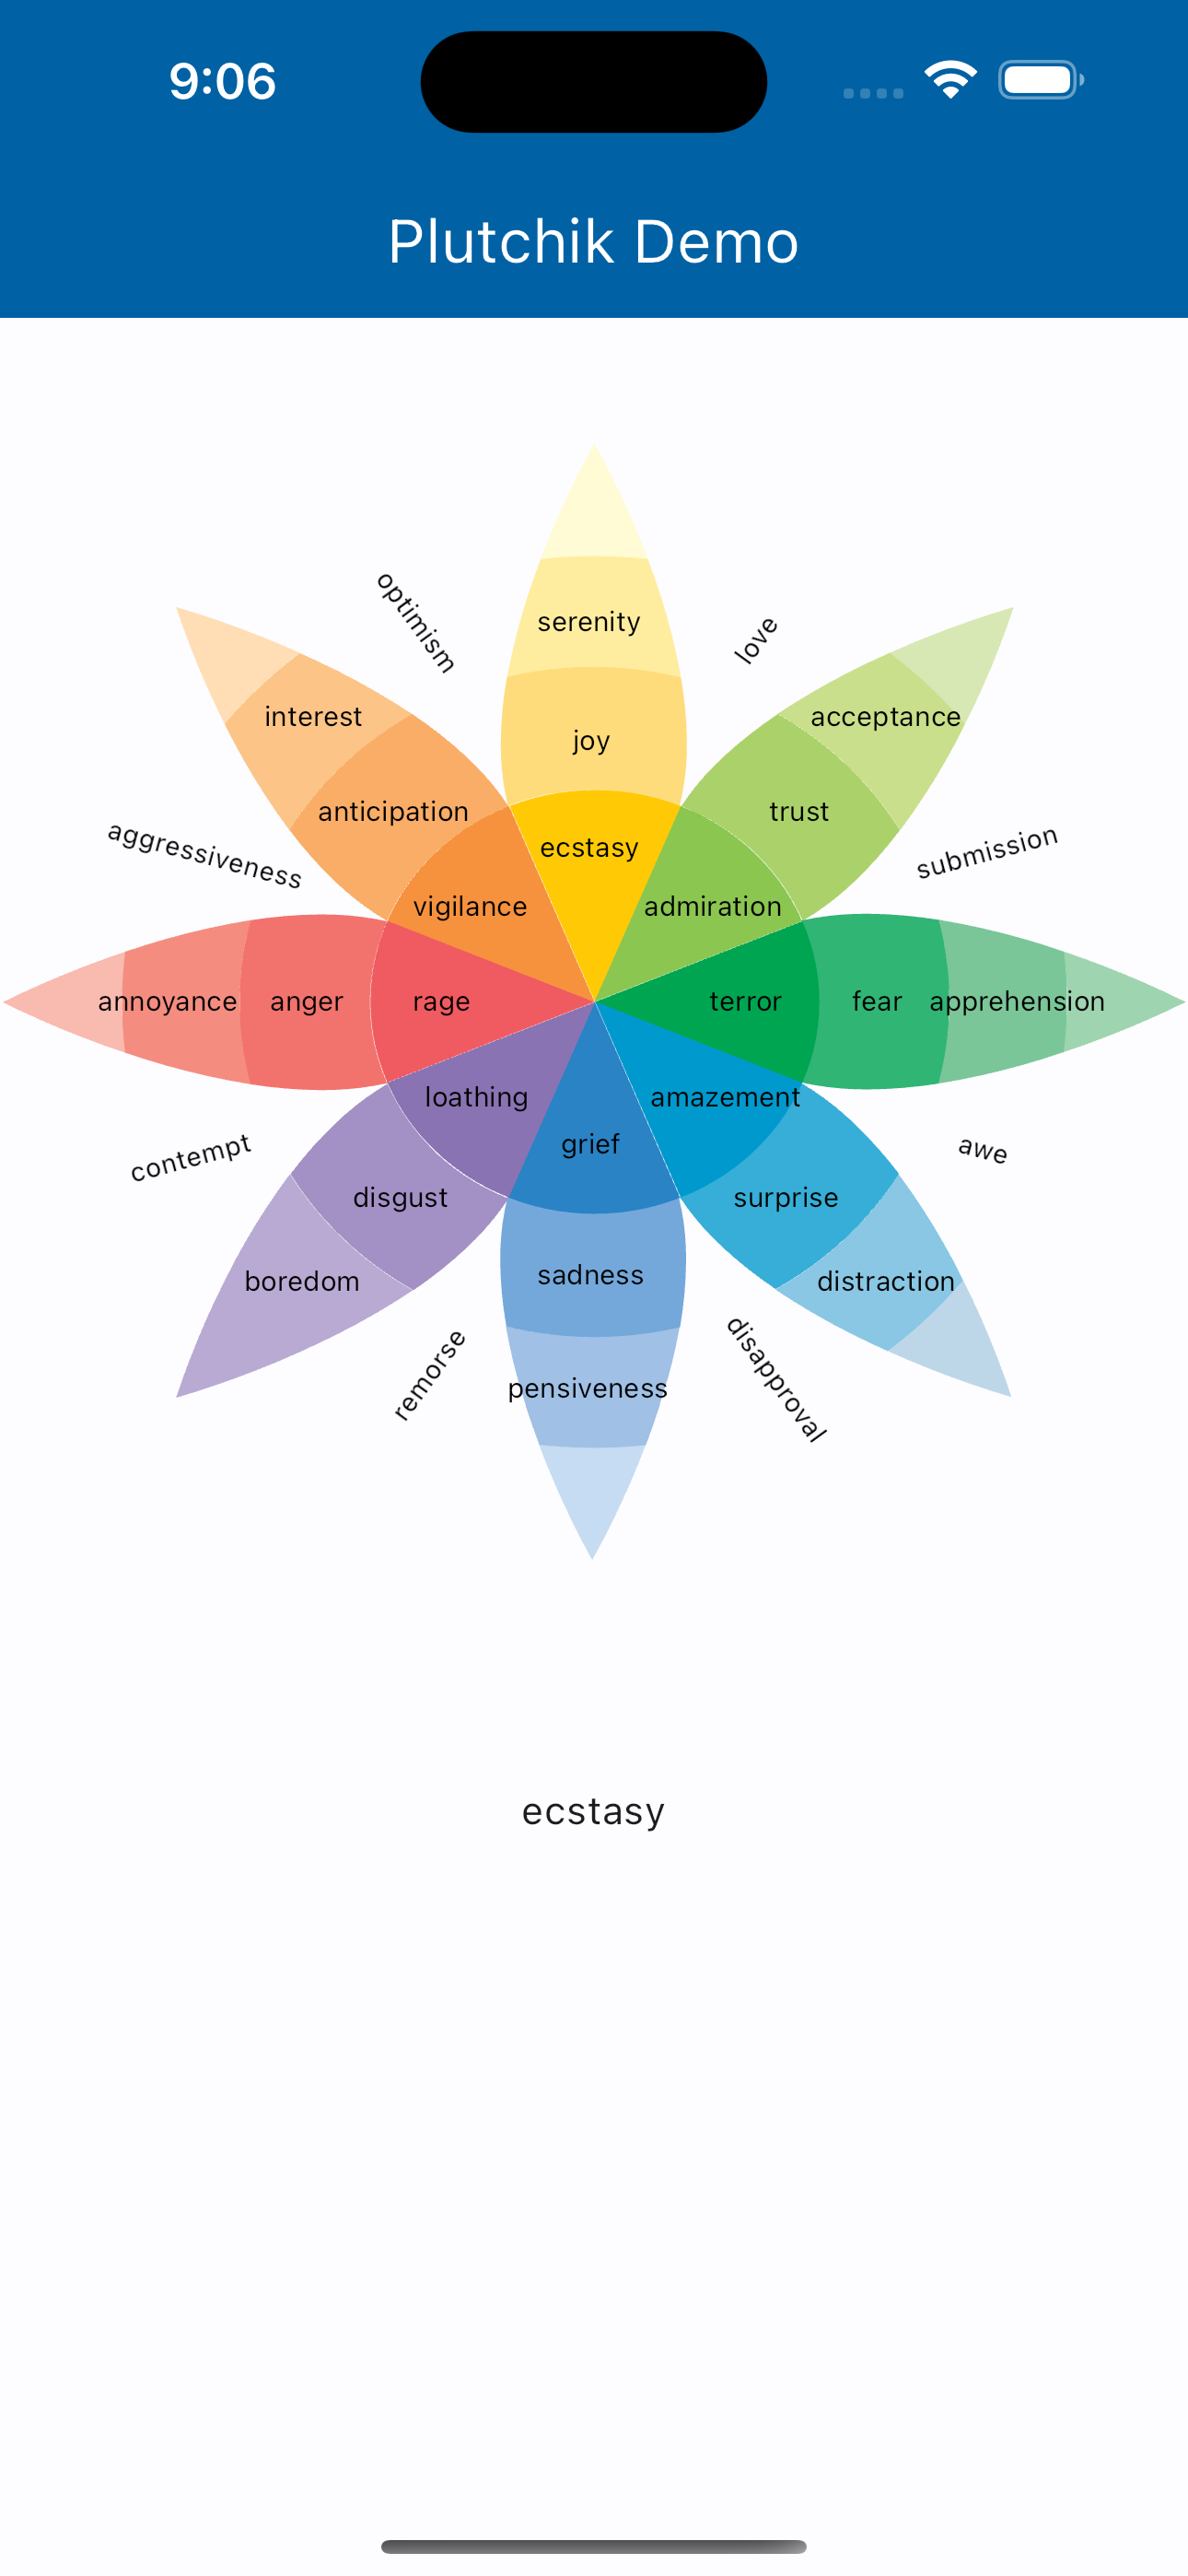 9:06
Plutchik Demo
optimism
serenity
love
interest
joy
acceptance
anticipation
ecstasy
trust
aggressiveness
vigilance
admiration
submission
annoyance
anger
rage
terror
fear
apprehension
loathing
amazement
contempt
grief
awe
disgust
surprise
boredom
sadness
distraction
remorse
pensiveness
disapproval
ecstasy